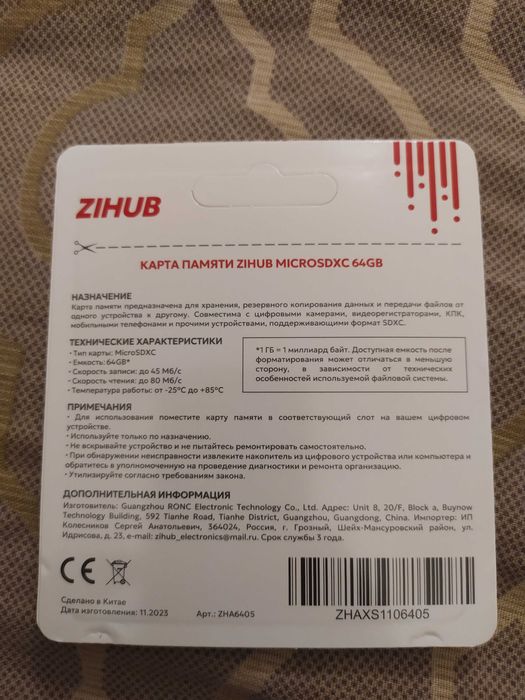 ZIHUB
КАРТА ПАМЯТИ ZIHUB MICROSDXC 64GB
НАЗНАЧЕНИЕ
Карта памяти предназначена для хранения, резервного копирования данных и передачи файлов от
одного устройства к другому. Совместима с цифровыми камерами, видеорегистраторами, КПК,
мобильными телефонами и прочими устройствами, поддерживающими формат SDXC.
ТЕХНИЧЕСКИЕ ХАРАКТЕРИСТИКИ
• Тип карты: MicroSDXC
• Емкость: 64GB*
• Скорость записи: до 45 Мб/с
• Скорость чтения: до 80 Мб/с
• Температура работы: от -25°C до +85°C
*1 ГБ = 1 миллиард байт. Доступная емкость после
форматирования может отличаться в меньшую
сторону, в зависимости от технических
особенностей используемой файловой системы.
ПРИМЕЧАНИЯ
• Для использования поместите карту памяти в соответствующий слот на вашем цифровом
устройстве.
• Используйте только по назначению.
• Не вскрывайте устройство и не пытайтесь ремонтировать самостоятельно.
• При обнаружении неисправности извлеките накопитель из цифрового устройства или компьютера и
обратитесь в уполномоченную на проведение диагностики и ремонта организацию.
• Утилизируйте согласно требованиям закона.
ДОПОЛНИТЕЛЬНАЯ ИНФОРМАЦИЯ
Изготовитель: Guangzhou RONC Electronic Technology Co., Ltd. Адрес: Unit 8, 20/F, Block a, Buynow
Technology Building, 592 Tianhe Road, Tianhe District, Guangzhou, Guangdong, China. Импортер: ИП
Колесников Сергей Анатольевич, 364024, Россия, г. Грозный, Шейх-Мансуровский район, ул.
Идрисова, д. 23, e-mail: zihub_electronics@mail.ru. Срок службы 3 года.
CE
Сделано в Китае
Дата изготовления: 11.2023
Арт.: ZHA6405
ZHAXS1106405